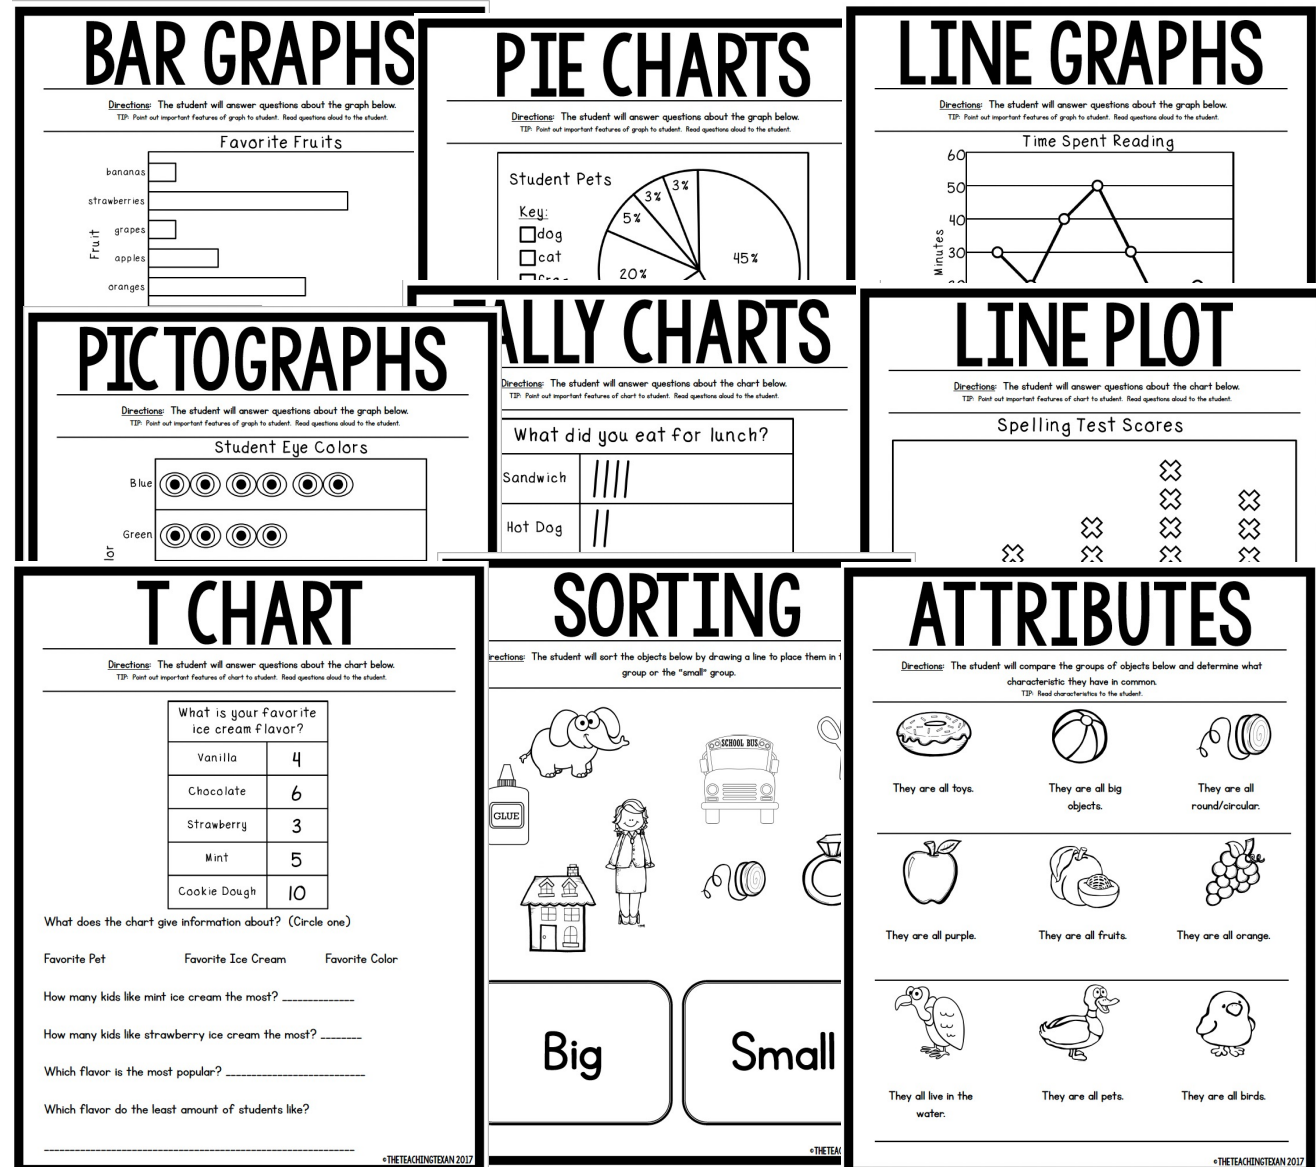 BAR GRAPHS
Directions: The student will answer questions about the graph below.
TIP: Point out important features of graph to student. Read questions aloud to the student.
Favorite Fruits
bananas
strawberries
grapes
apples
oranges
Fruit
PIE CHARTS
Directions: The student will answer questions about the graph below.
TIP: Point out important features of graph to student. Read questions aloud to the student.
Student Pets
Key:
dog
cat
3%
3%
5%
20%
45%
LINE GRAPHS
Directions: The student will answer questions about the graph below.
TIP: Point out important features of graph to student. Read questions aloud to the student.
Time Spent Reading
60
50
40
30
Minutes
PICTOGRAPHS
Directions: The student will answer questions about the graph below.
TIP: Point out important features of graph to student. Read questions aloud to the student.
Student Eye Colors
Blue
Green
lor
ALLY CHARTS
Directions: The student will answer questions about the chart below.
TIP: Point out important features of chart to student. Read questions aloud to the student.
What did you eat for lunch?
Sandwich
Hot Dog
LINE PLOT
Directions: The student will answer questions about the chart below.
TIP: Point out important features of chart to student. Read questions aloud to the student.
Spelling Test Scores
T CHART
Directions: The student will answer questions about the chart below.
TIP: Point out important features of chart to student. Read questions aloud to the student.
What is your favorite
ice cream flavor?
Vanilla 4
Chocolate 6
Strawberry 3
Mint 5
Cookie Dough 10
What does the chart give information about? (Circle one)
Favorite Pet Favorite Ice Cream Favorite Color
How many kids like mint ice cream the most? ______________
How many kids like strawberry ice cream the most? ________
Which flavor is the most popular? ___________________________
Which flavor do the least amount of students like?
©THETEACHINGTEXAN 2017
SORTING
irections: The student will sort the objects below by drawing a line to place them in
group or the "small" group.
SCHOOL BUS
GLUE
Big
Small
©THETEA
ATTRIBUTES
Directions: The student will compare the groups of objects below and determine what
characteristic they have in common.
TIP: Read characteristics to the student.
They are all toys.
They are all big
objects.
They are all
round/circular.
They are all purple.
They are all fruits.
They are all orange.
They all live in the
water.
They are all pets.
They are all birds.
©THETEACHINGTEXAN 2017